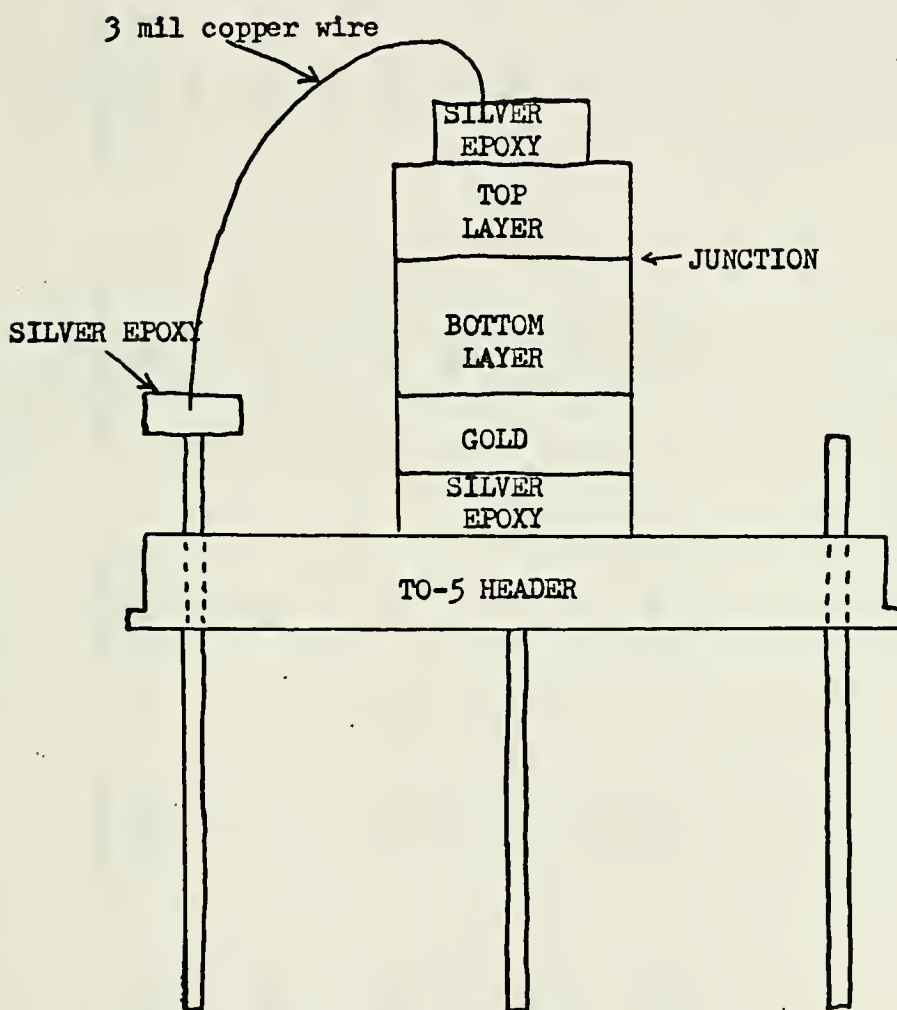 3 mil copper wire
SILVER
EPOXY
TOP
LAYER
JUNCTION
BOTTOM
LAYER
SILVER EPOXY
GOLD
SILVER
EPOXY
TO-5 HEADER